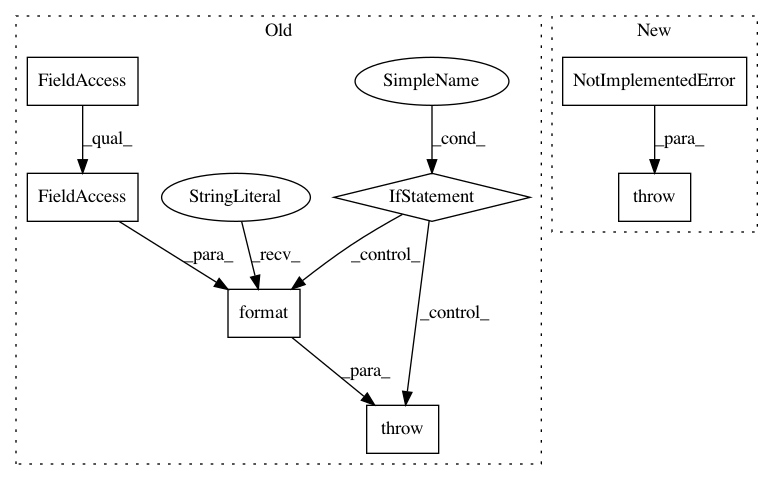 Old
New
FieldAccess
SimpleName
NotImplementedError
_qual_
_cond_
_para_
FieldAccess
StringLiteral
IfStatement
throw
_para_
_recv_
_control_
format
_control_
_para_
throw